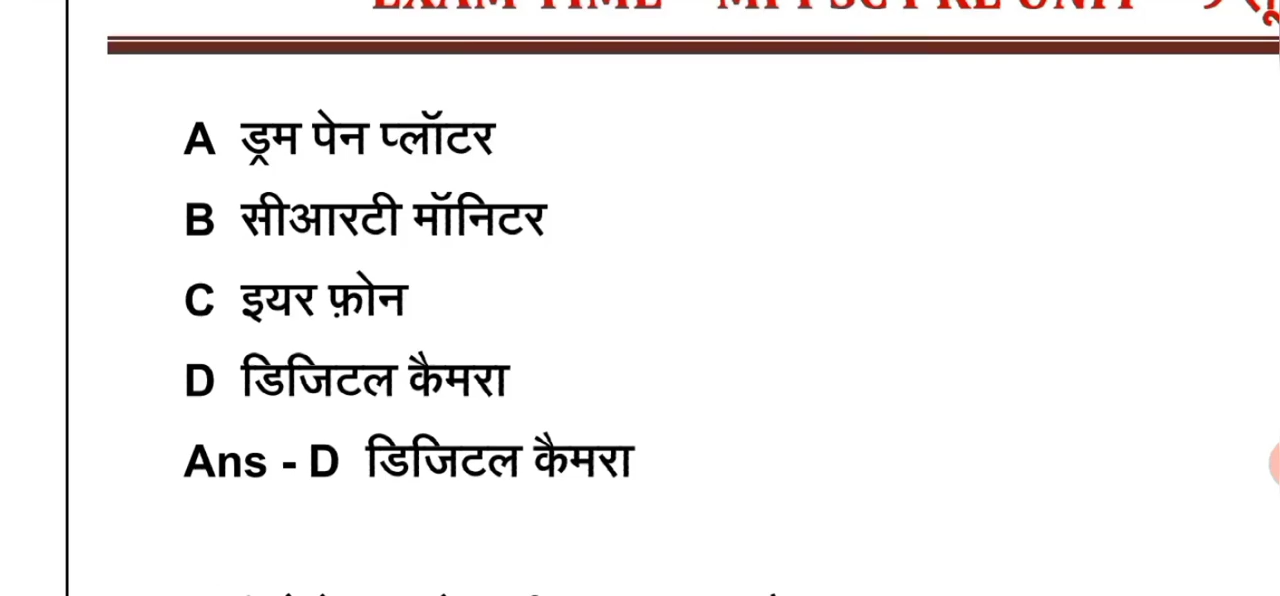 A ड्रम पेन प्लॉटर
B सीआरटी मॉनिटर
C इयर फ़ोन
D डिजिटल कैमरा
Ans - D डिजिटल कैमरा